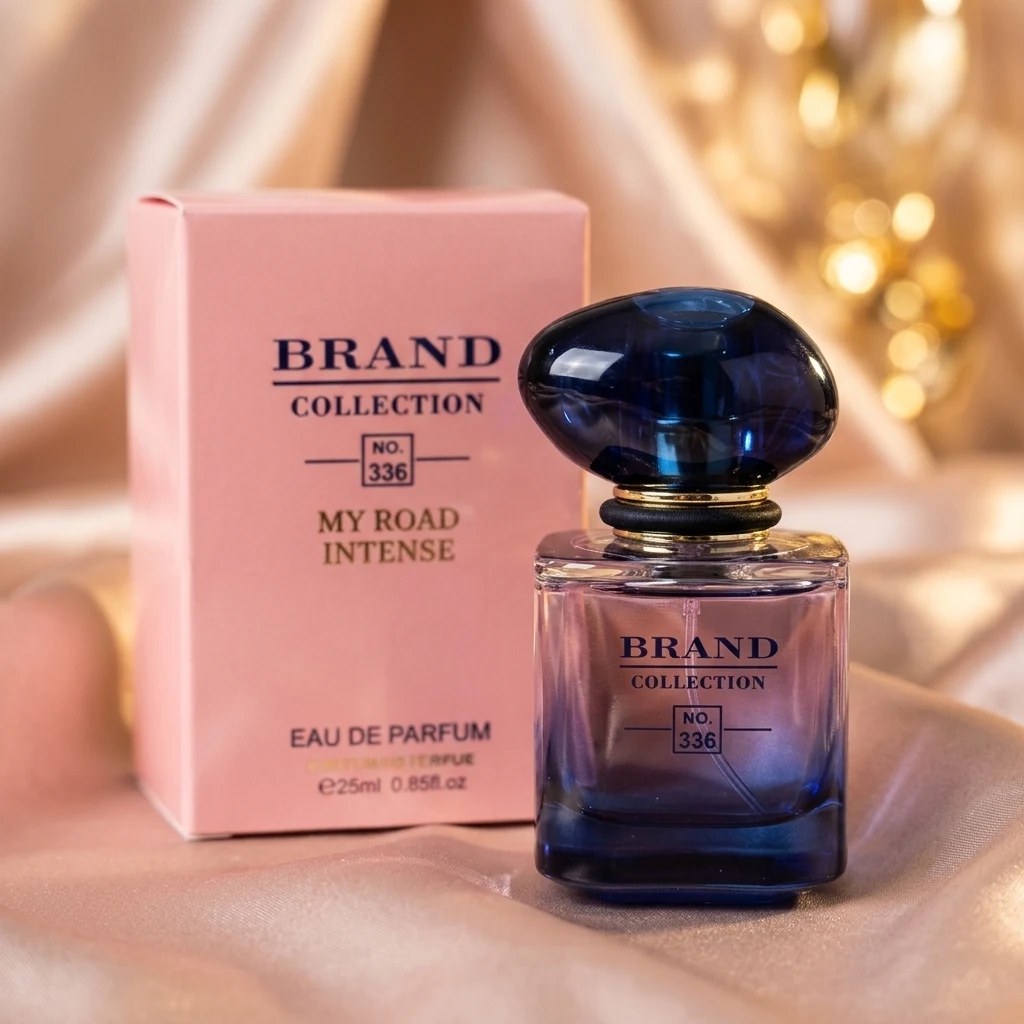 BRAND
COLLECTION
NO.
336
MY ROAD
INTENSE
EAU DE PARFUM
℮25ml 0.85fl.oz
BRAND
COLLECTION
NO.
336